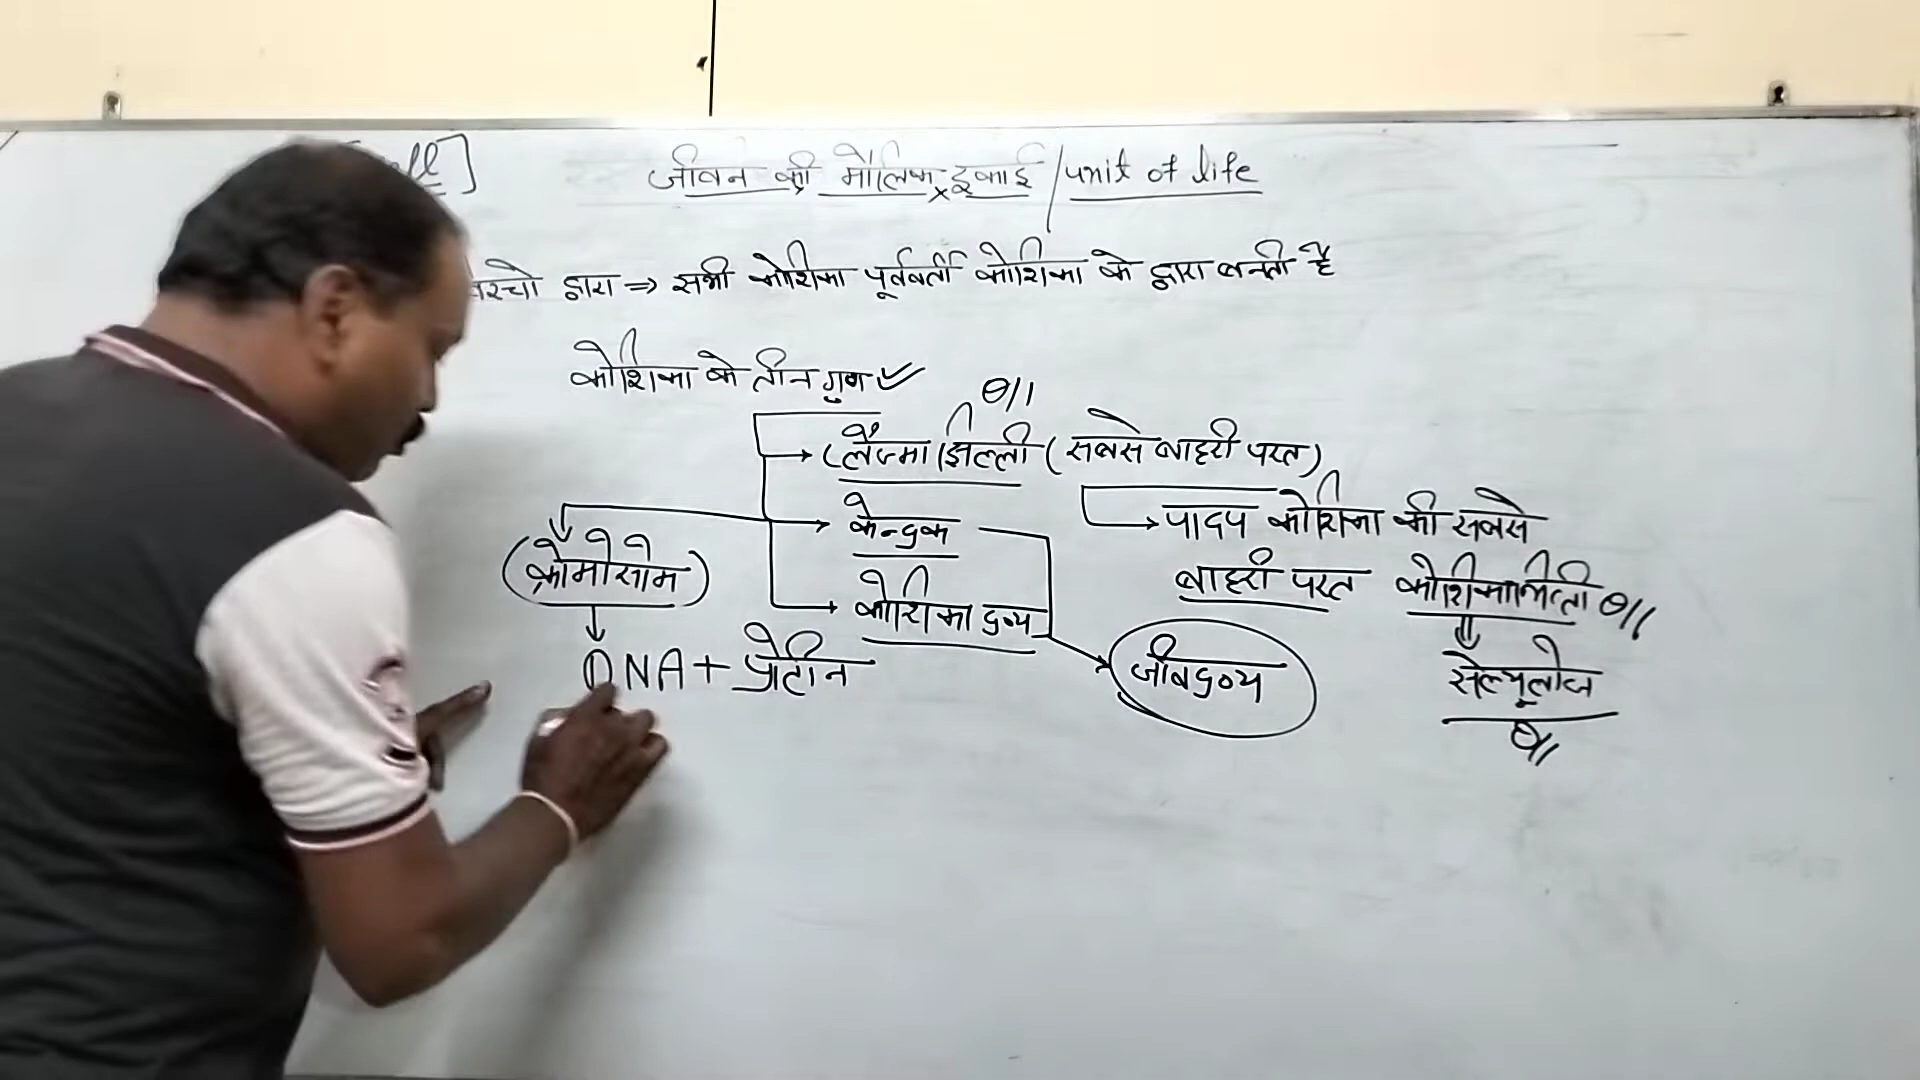 जीवन की मौलिक इकाई / unit of life
द्वारा ⇒ सभी कोशिका पूर्ववर्ती कोशिका के द्वारा बनती है
कोशिका के तीन गुण
प्लैज्मा झिल्ली (सबसे बाहरी परत)
केन्द्रक
पादप कोशिका की सबसे
(क्रोमोसोम)
बाहरी परत कोशिकाभित्ती
कोशिका द्रव्य
DNA + प्रोटीन
जीवद्रव्य
सेल्यूलोज